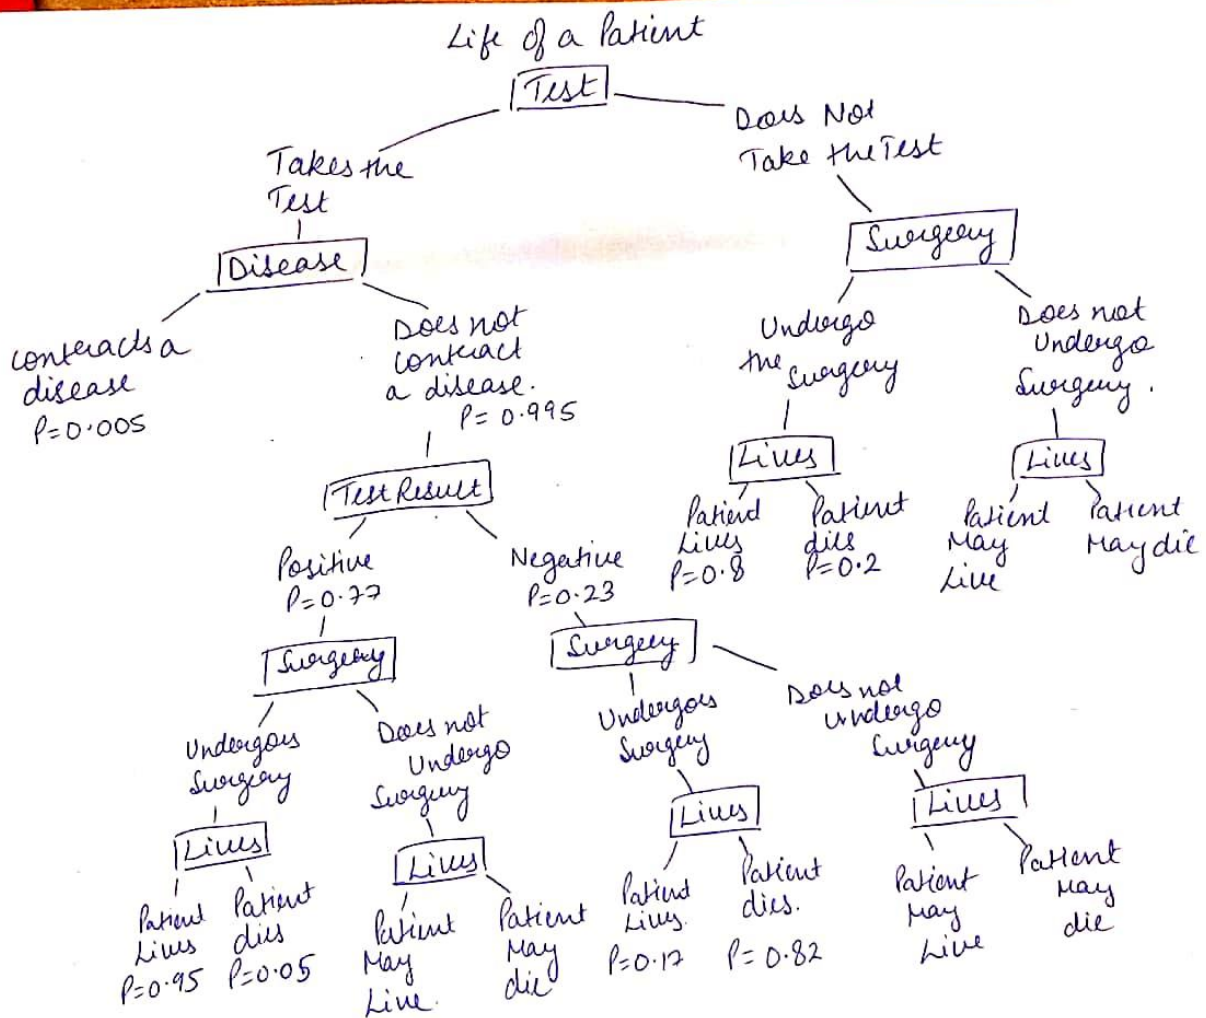 Life of a Patient
Test
Does Not
Take the Test
Takes the
Test
Surgery
Disease
Undergo
the Surgery
Does not
Undergo
Surgery.
contracts a
disease
P=0.005
Does not
contract
a disease.
P= 0.995
Lives
Lives
Test Result
Patient
Lives
P=0.8
Patient
dies
P=0.2
Patient
May
Live
Patient
May die
Positive
P=0.77
Negative
P=0.23
Surgery
Surgery
Undergoes
Surgery
Does not
Undergo
Surgery
Undergoes
Surgery
Does not
undergo
Surgery
Lives
Lives
Lives
Lives
Patient
Lives
P=0.95
Patient
dies
P=0.05
Patient
May
Live.
Patient
May
die
Patient
Lives.
P=0.17
Patient
dies.
P= 0.82
Patient
May
Live
Patient
May
die